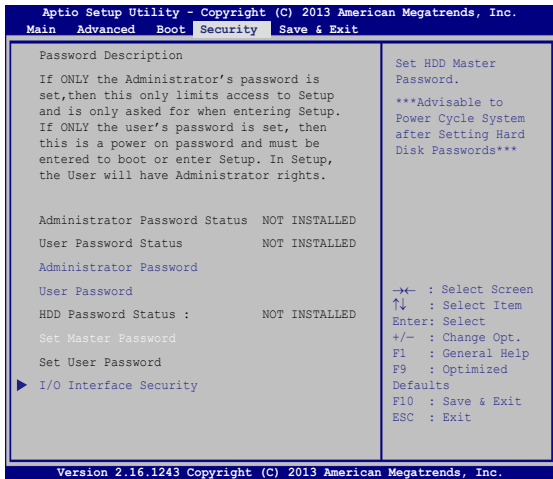 Aptio Setup Utility - Copyright (C) 2013 American Megatrends, Inc.
Main Advanced Boot Security Save & Exit
Password Description
If ONLY the Administrator's password is
set,then this only limits access to Setup
and is only asked for when entering Setup.
If ONLY the user's password is set, then
this is a power on password and must be
entered to boot or enter Setup. In Setup,
the User will have Administrator rights.
Administrator Password Status NOT INSTALLED
User Password Status NOT INSTALLED
Administrator Password
User Password
HDD Password Status : NOT INSTALLED
Set Master Password
Set User Password
I/O Interface Security
Set HDD Master
Password.
***Advisable to
Power Cycle System
after Setting Hard
Disk Passwords***
→← : Select Screen
↑↓ : Select Item
Enter: Select
+/— : Change Opt.
F1 : General Help
F9 : Optimized
Defaults
F10 : Save & Exit
ESC : Exit
Version 2.16.1243 Copyright (C) 2013 American Megatrends, Inc.